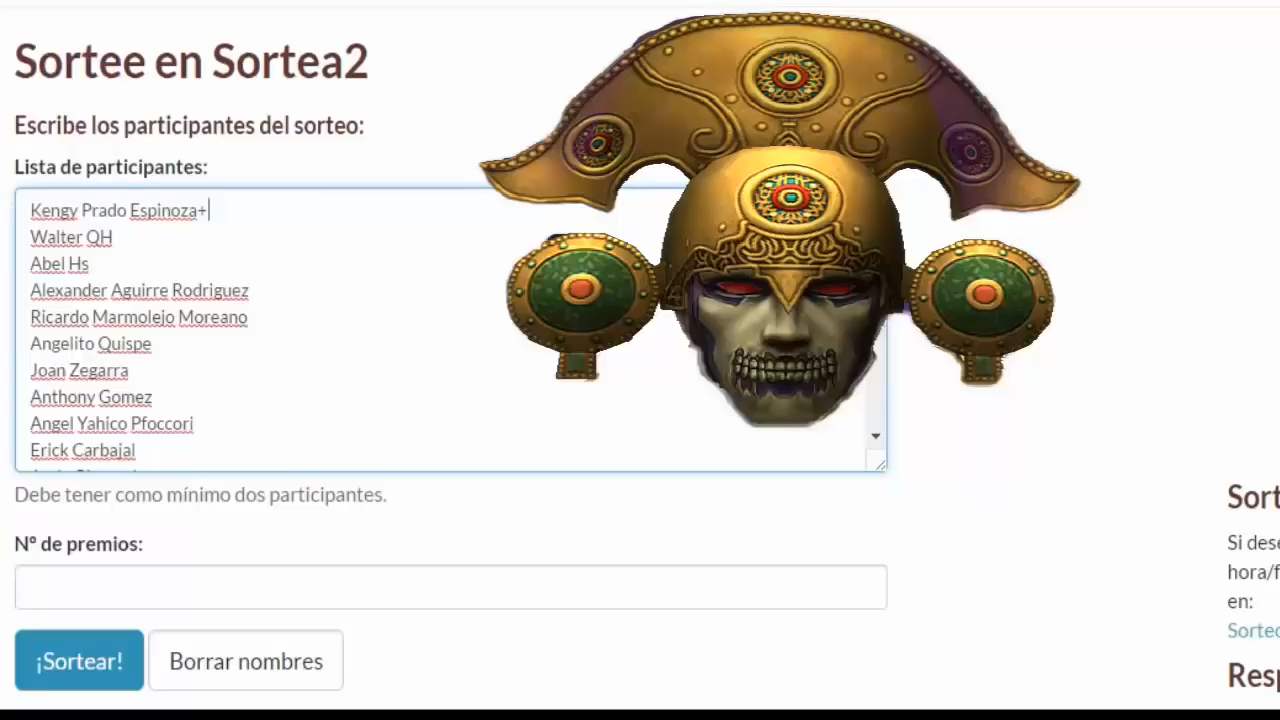 Sortee en Sortea2
Escribe los participantes del sorteo:
Lista de participantes:
Kengy Prado Espinoza+
Walter QH
Abel Hs
Alexander Aguirre Rodriguez
Ricardo Marmolejo Moreano
Angelito Quispe
Joan Zegarra
Anthony Gomez
Angel Yahico Pfoccori
Erick Carbajal
Debe tener como mínimo dos participantes.
Nº de premios:
¡Sortear!
Borrar nombres
Sort
Si dese
hora/f
en:
Sorteo
Resp